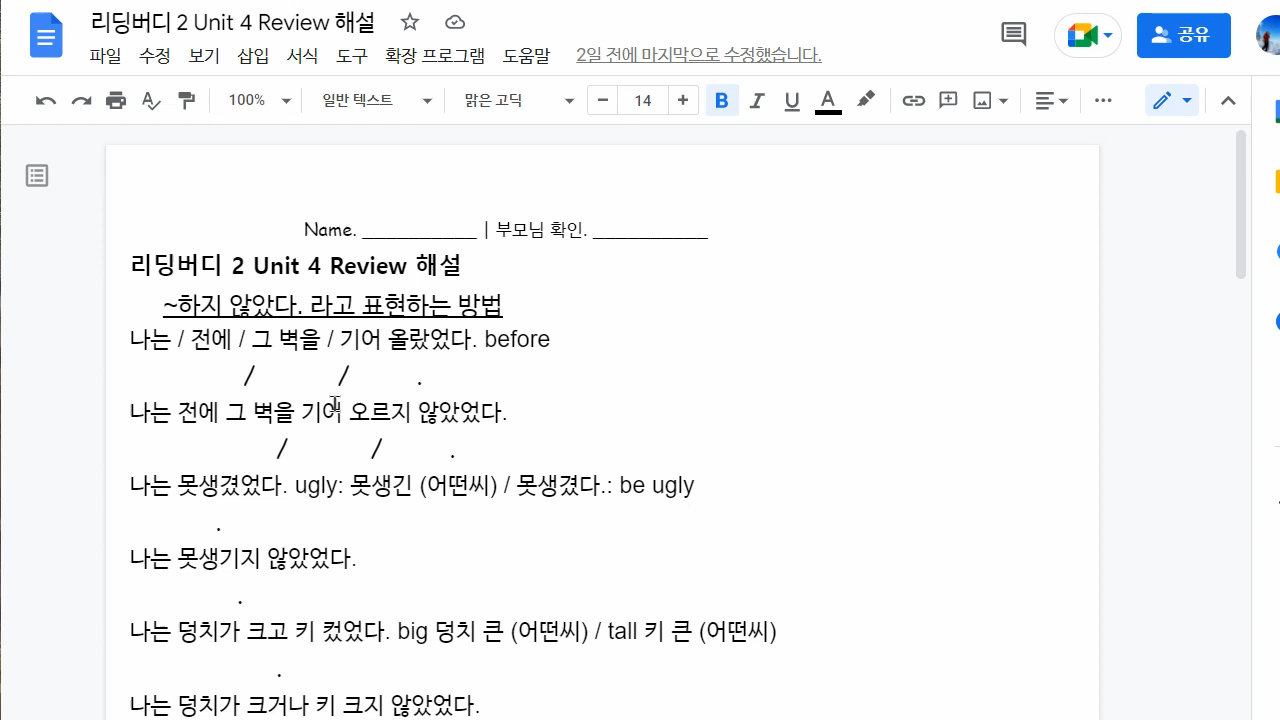 리딩버디 2 Unit 4 Review 해설
파일 수정 보기 삽입 서식 도구 확장 프로그램 도움말 2일 전에 마지막으로 수정했습니다.
공유
100% 일반 텍스트 맑은 고딕 − 14 + B I U A
Name. ___________ | 부모님 확인. ___________
리딩버디 2 Unit 4 Review 해설
~하지 않았다. 라고 표현하는 방법
나는 / 전에 / 그 벽을 / 기어 올랐었다. before
/ / .
나는 전에 그 벽을 기어 오르지 않았었다.
/ / .
나는 못생겼었다. ugly: 못생긴 (어떤씨) / 못생겼다.: be ugly
.
나는 못생기지 않았었다.
.
나는 덩치가 크고 키 컸었다. big 덩치 큰 (어떤씨) / tall 키 큰 (어떤씨)
.
나는 덩치가 크거나 키 크지 않았었다.